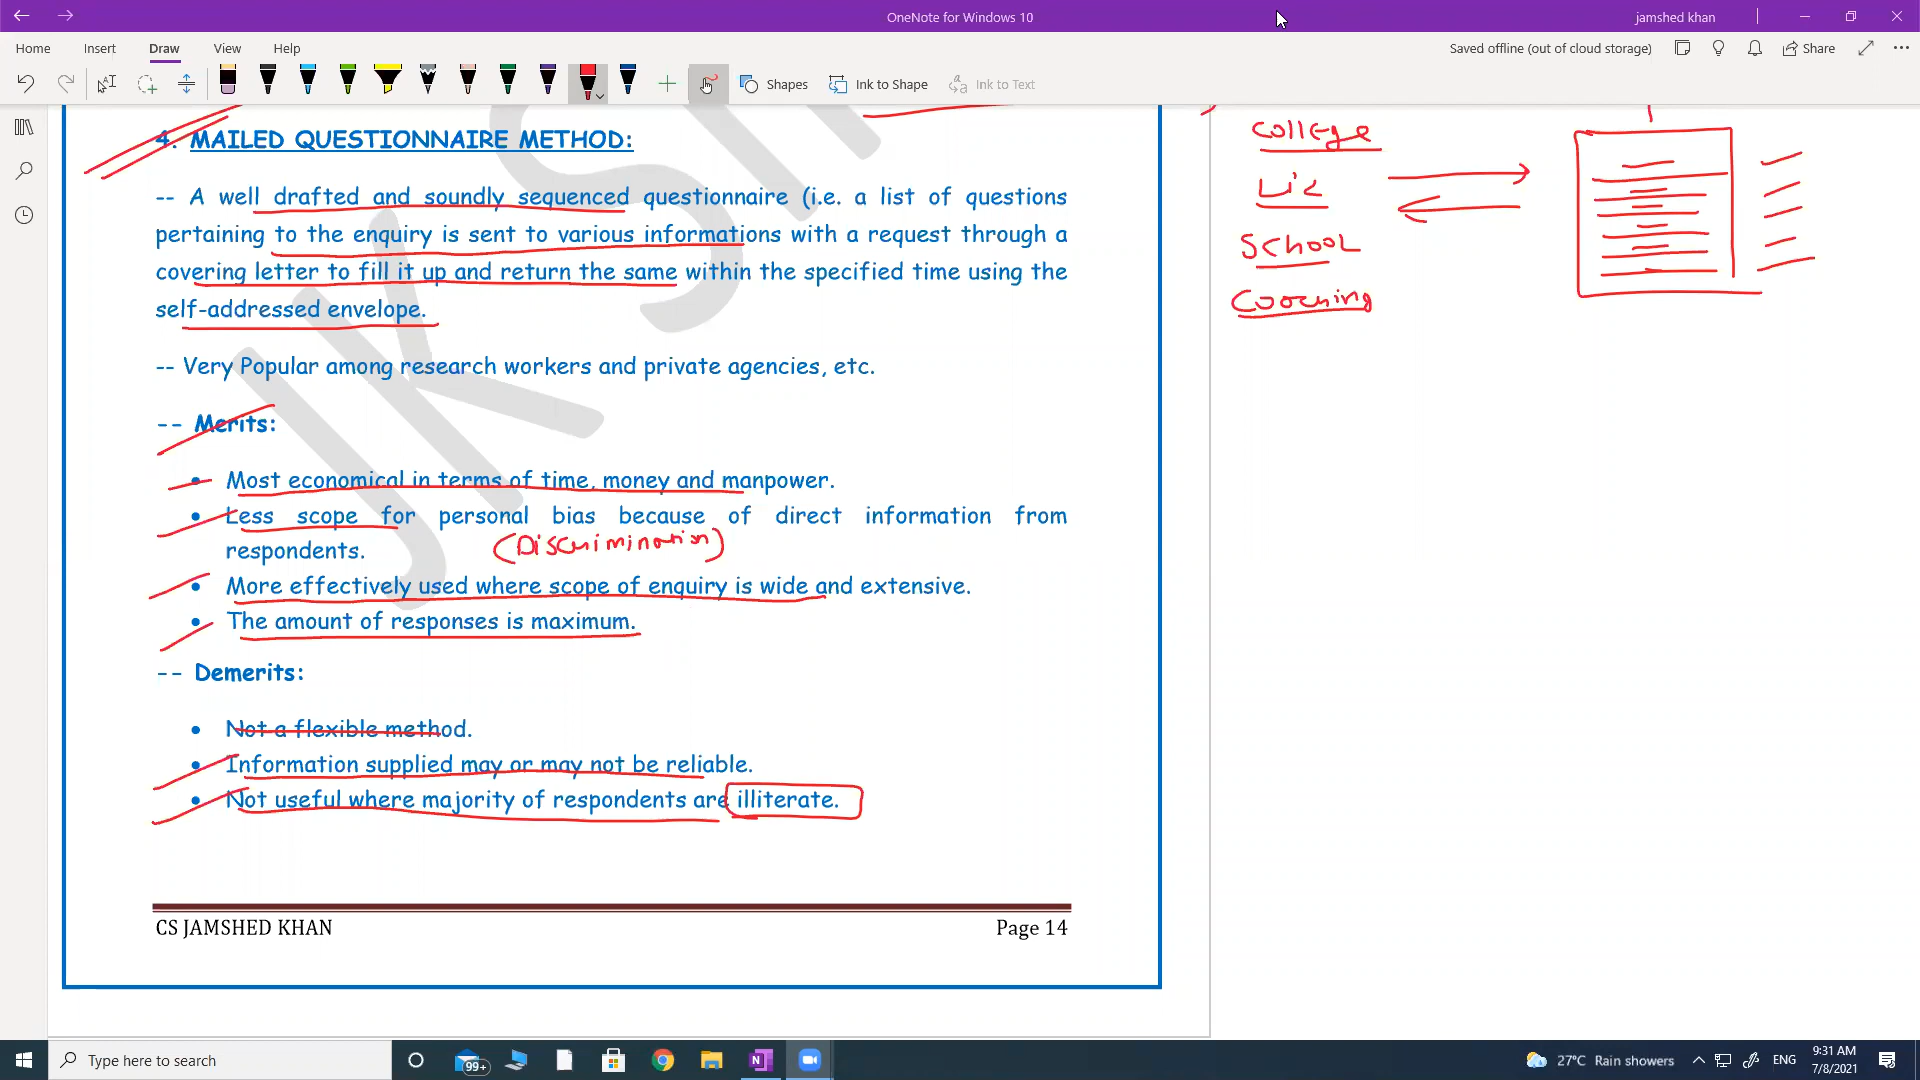 OneNote for Windows 10
jamshed khan
Home Insert Draw View Help
Saved offline (out of cloud storage)
Share
Shapes
Ink to Shape
Ink to Text
4. MAILED QUESTIONNAIRE METHOD:
-- A well drafted and soundly sequenced questionnaire (i.e. a list of questions
pertaining to the enquiry is sent to various informations with a request through a
covering letter to fill it up and return the same within the specified time using the
self-addressed envelope.
-- Very Popular among research workers and private agencies, etc.
-- Merits:
• Most economical in terms of time, money and manpower.
• Less scope for personal bias because of direct information from
respondents.
(Discrimination)
• More effectively used where scope of enquiry is wide and extensive.
• The amount of responses is maximum.
-- Demerits:
• Not a flexible method.
• Information supplied may or may not be reliable.
• Not useful where majority of respondents are illiterate.
CS JAMSHED KHAN
Page 14
College
Lic
School
Cooching
Type here to search
99+
27°C Rain showers
ENG
9:31 AM
7/8/2021